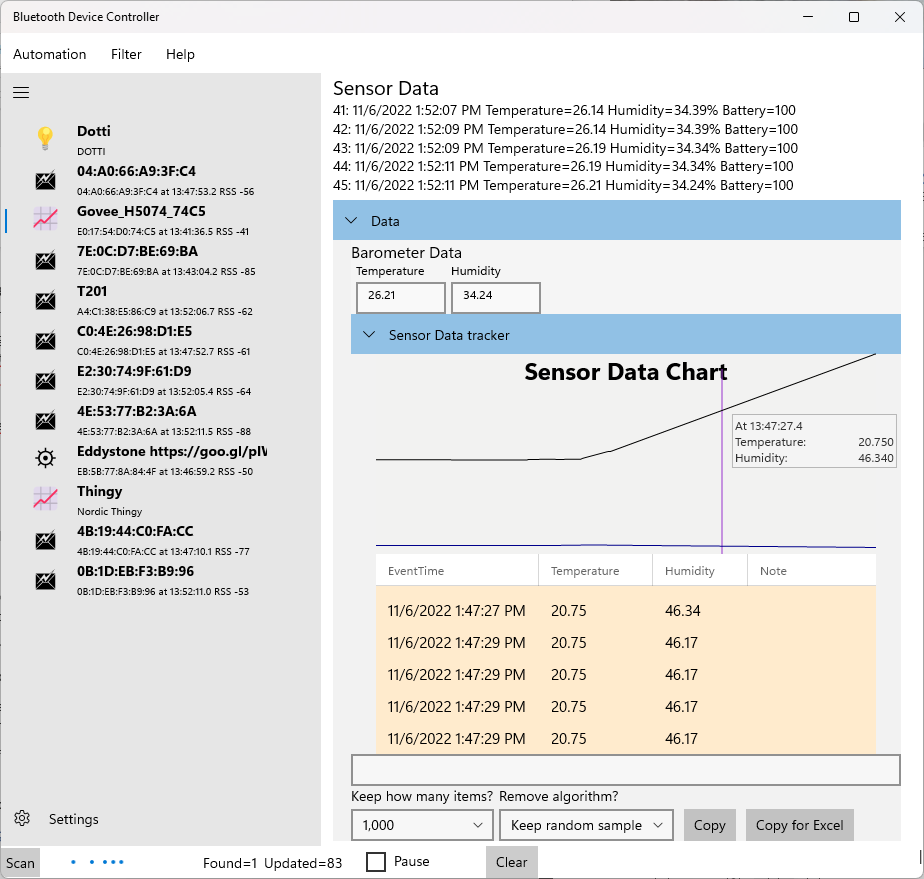 Bluetooth Device Controller
Automation Filter Help
Dotti
DOTTI
04:A0:66:A9:3F:C4
04:A0:66:A9:3F:C4 at 13:47:53.2 RSS -56
Govee_H5074_74C5
E0:17:54:D0:74:C5 at 13:41:36.5 RSS -41
7E:0C:D7:BE:69:BA
7E:0C:D7:BE:69:BA at 13:43:04.2 RSS -85
T201
A4:C1:38:E5:86:C9 at 13:52:06.7 RSS -62
C0:4E:26:98:D1:E5
C0:4E:26:98:D1:E5 at 13:47:52.7 RSS -61
E2:30:74:9F:61:D9
E2:30:74:9F:61:D9 at 13:52:05.4 RSS -64
4E:53:77:B2:3A:6A
4E:53:77:B2:3A:6A at 13:52:11.5 RSS -88
Eddystone https://goo.gl/plV
EB:5B:77:8A:84:4F at 13:46:59.2 RSS -50
Thingy
Nordic Thingy
4B:19:44:C0:FA:CC
4B:19:44:C0:FA:CC at 13:47:10.1 RSS -77
0B:1D:EB:F3:B9:96
0B:1D:EB:F3:B9:96 at 13:52:11.0 RSS -53
Settings
Sensor Data
41: 11/6/2022 1:52:07 PM Temperature=26.14 Humidity=34.39% Battery=100
42: 11/6/2022 1:52:09 PM Temperature=26.14 Humidity=34.39% Battery=100
43: 11/6/2022 1:52:09 PM Temperature=26.19 Humidity=34.34% Battery=100
44: 11/6/2022 1:52:11 PM Temperature=26.19 Humidity=34.34% Battery=100
45: 11/6/2022 1:52:11 PM Temperature=26.21 Humidity=34.24% Battery=100
Data
Barometer Data
Temperature Humidity
26.21 34.24
Sensor Data tracker
Sensor Data Chart
At 13:47:27.4
Temperature: 20.750
Humidity: 46.340
EventTime Temperature Humidity Note
11/6/2022 1:47:27 PM 20.75 46.34
11/6/2022 1:47:29 PM 20.75 46.17
11/6/2022 1:47:29 PM 20.75 46.17
11/6/2022 1:47:29 PM 20.75 46.17
11/6/2022 1:47:29 PM 20.75 46.17
Keep how many items? Remove algorithm?
1,000 Keep random sample Copy Copy for Excel
Scan Found=1 Updated=83 Pause Clear